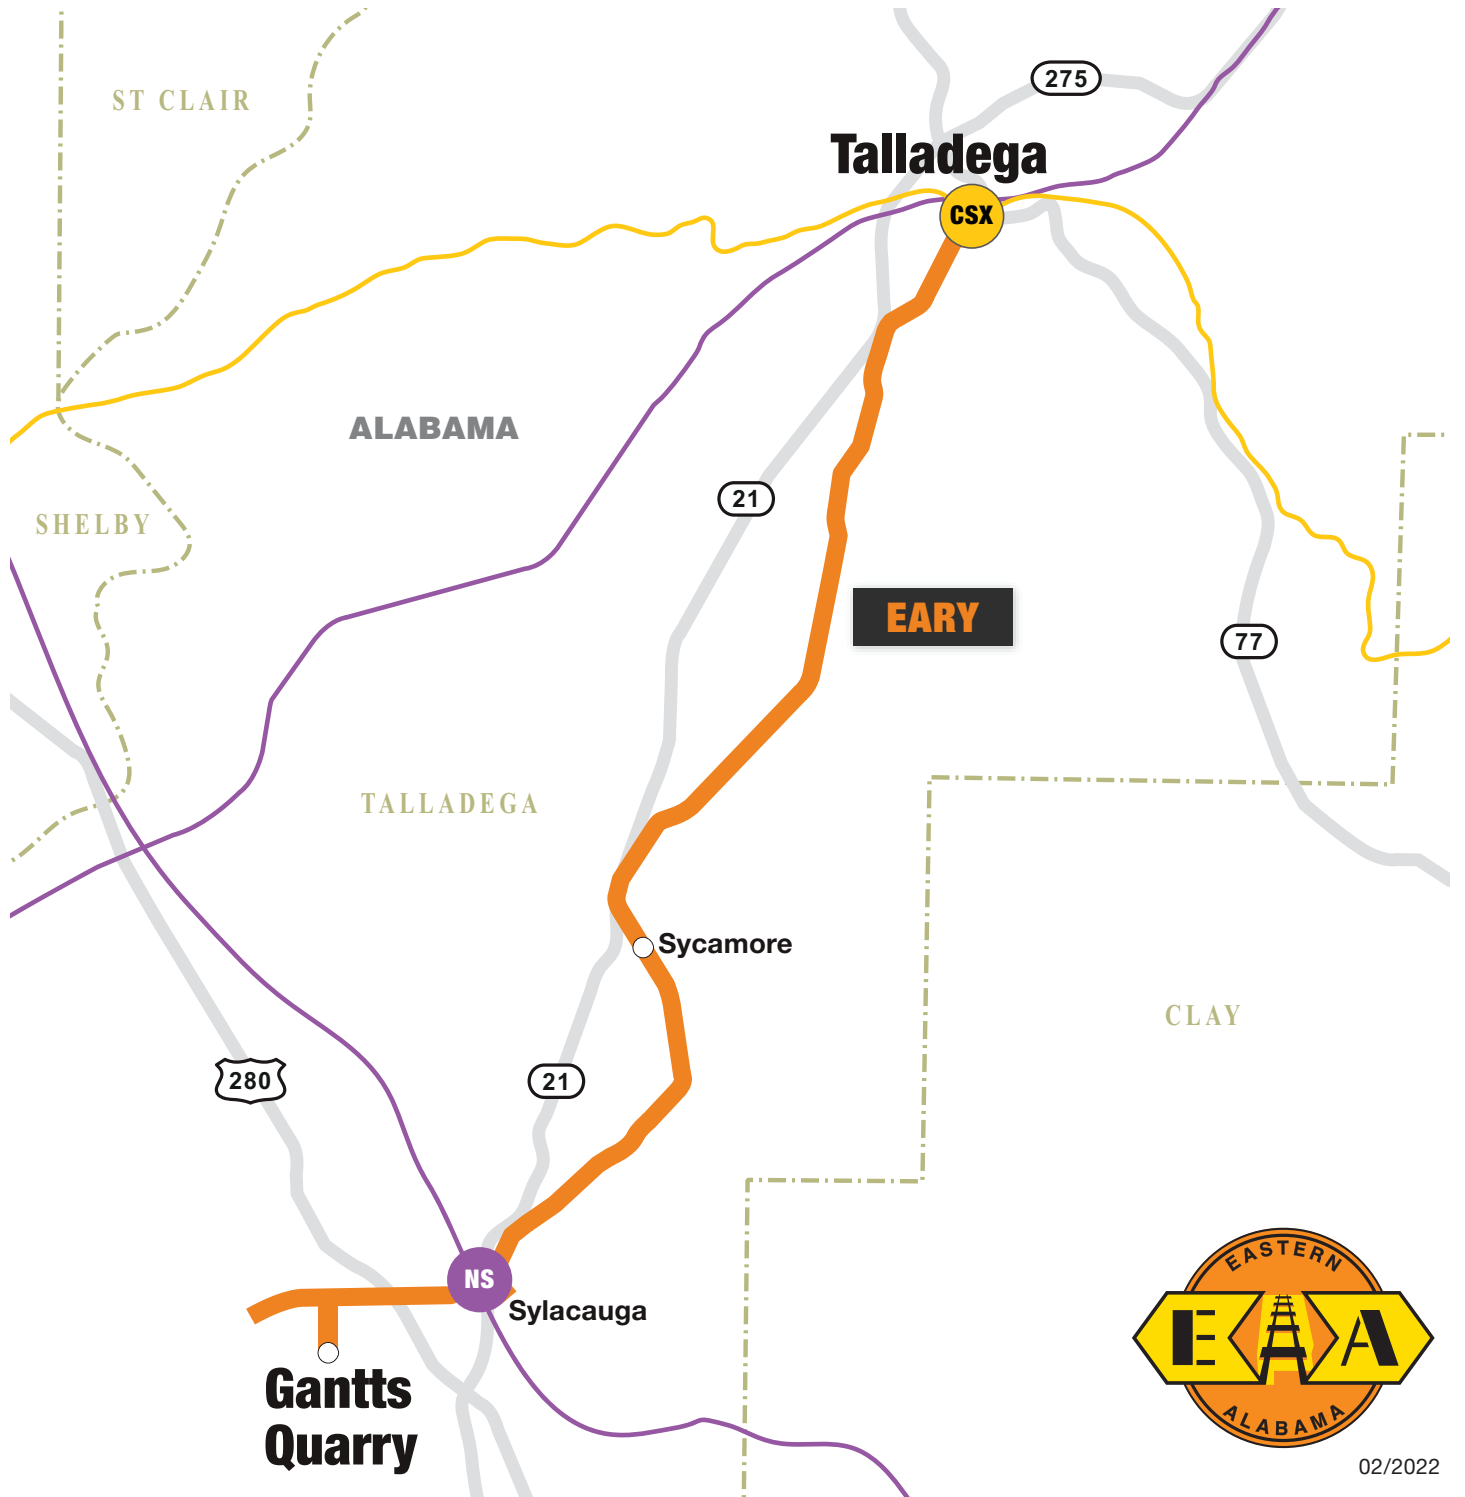 275
ST CLAIR
Talladega
CSX
ALABAMA
21
SHELBY
EARY
77
TALLADEGA
Sycamore
CLAY
280
21
NS
Sylacauga
EASTERN
E A A
ALABAMA
Gantts
Quarry
02/2022